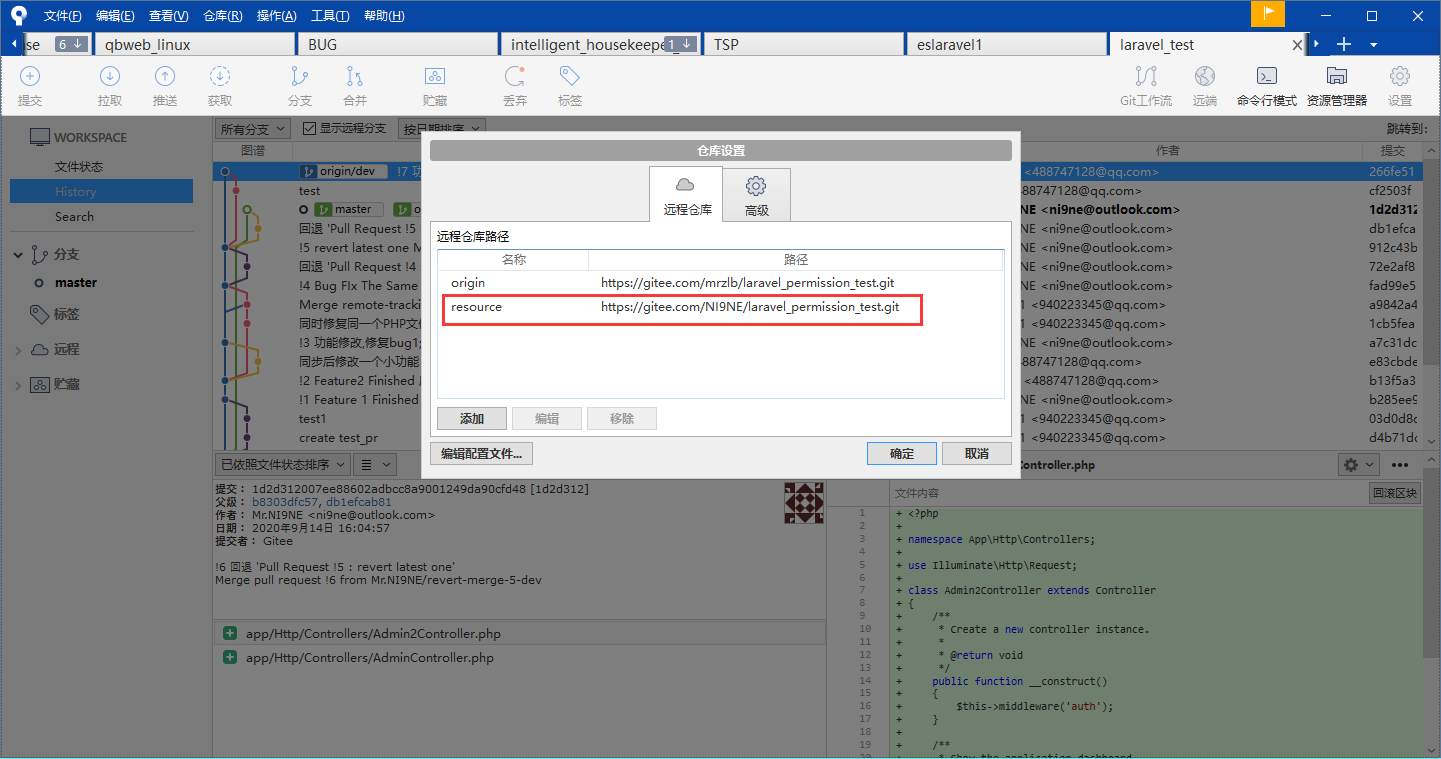 文件(F) 编辑(E) 查看(V) 仓库(R) 操作(A) 工具(T) 帮助(H)
se 6 qbweb_linux BUG intelligent_housekeepe 1 TSP eslaravel1 laravel_test
提交 拉取 推送 获取 分支 合并 贮藏 丢弃 标签 Git工作流 远端 命令行模式 资源管理器 设置
WORKSPACE
文件状态
History
Search
分支
master
标签
远程
贮藏
所有分支 显示远程分支 按日期排序 跳转到:
图谱 作者 提交
origin/dev !7 功 <488747128@qq.com> 266fe51
test 488747128@qq.com> cf2503f
master NE <ni9ne@outlook.com> 1d2d312
回退 'Pull Request !5 NE <ni9ne@outlook.com> db1efca
!5 revert latest one M NE <ni9ne@outlook.com> 912c43b
回退 'Pull Request !4 NE <ni9ne@outlook.com> 72e2af8
!4 Bug FIx The Same NE <ni9ne@outlook.com> fad99e5
Merge remote-tracki 1 <940223345@qq.com> a9842a4
同时修复同一个PHP文 1 <940223345@qq.com> 1cb5fea
!3 功能修改,修复bug1; NE <ni9ne@outlook.com> a7c31dc
同步后修改一个小功能 488747128@qq.com> e83cbde
!2 Feature2 Finished <488747128@qq.com> b13f5a3
!1 Feature 1 Finished NE <ni9ne@outlook.com> b285ee9
test1 1 <940223345@qq.com> 03d0d8c
create test_pr 1 <940223345@qq.com> d4b71dc
仓库设置
远程仓库 高级
远程仓库路径
名称 路径
origin https://gitee.com/mrzlb/laravel_permission_test.git
resource https://gitee.com/NI9NE/laravel_permission_test.git
添加 编辑 移除
编辑配置文件... 确定 取消
已依照文件状态排序 ontroller.php
提交: 1d2d312007ee88602adbcc8a9001249da90cfd48 [1d2d312]
父级: b8303dfc57, db1efcab81
作者: Mr.NI9NE <ni9ne@outlook.com>
日期: 2020年9月14日 16:04:57
提交者: Gitee
!6 回退 'Pull Request !5 : revert latest one'
Merge pull request !6 from Mr.NI9NE/revert-merge-5-dev
app/Http/Controllers/Admin2Controller.php
app/Http/Controllers/AdminController.php
文件内容 回滚区块
1 + <?php
2 +
3 + namespace App\Http\Controllers;
4 +
5 + use Illuminate\Http\Request;
6 +
7 + class Admin2Controller extends Controller
8 + {
9 + /**
10 + * Create a new controller instance.
11 + *
12 + * @return void
13 + */
14 + public function __construct()
15 + {
16 + $this->middleware('auth');
17 + }
18 +
19 + /**
20 + * Show the application dashboard